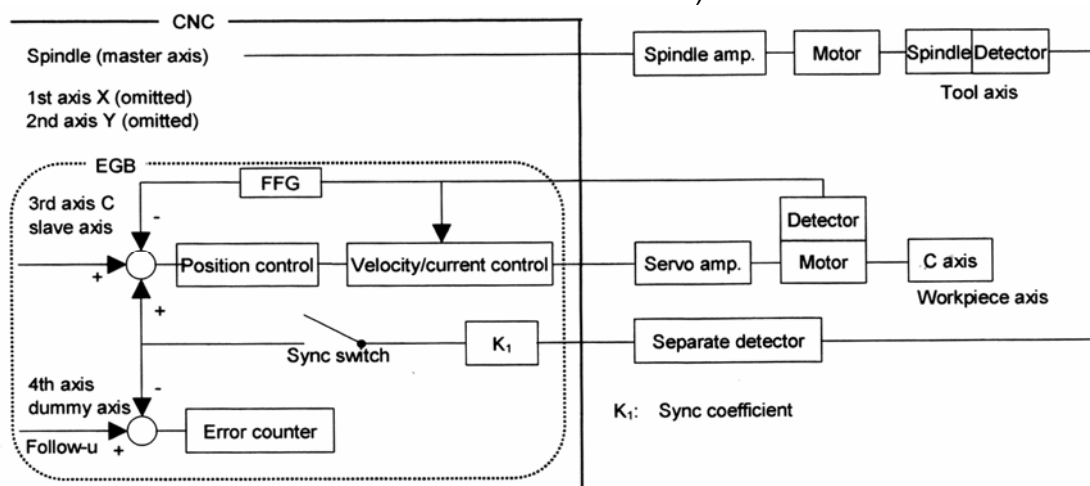 CNC
Spindle (master axis)
Spindle amp.
Motor
Spindle
Detector
Tool axis
1st axis X (omitted)
2nd axis Y (omitted)
EGB
FFG
3rd axis C
slave axis
-
+
+
Position control
Velocity/current control
Servo amp.
Detector
Motor
C axis
Workpiece axis
Sync switch
K₁
Separate detector
4th axis
dummy axis
-
+
Follow-u
Error counter
K₁: Sync coefficient